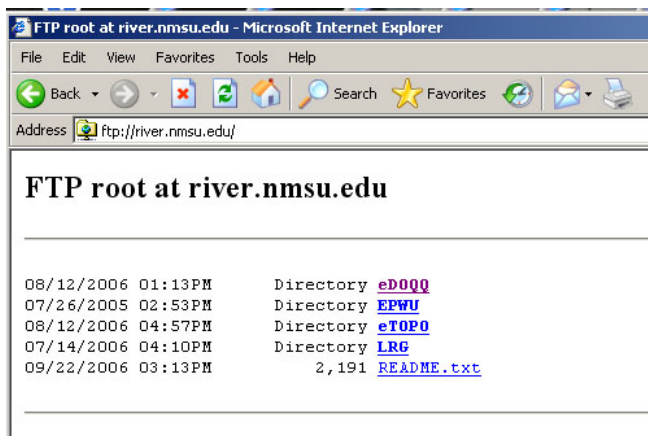 FTP root at river.nmsu.edu - Microsoft Internet Explorer
File Edit View Favorites Tools Help
Back Search Favorites
Address ftp://river.nmsu.edu/
FTP root at river.nmsu.edu
08/12/2006 01:13PM Directory eDOQQ
07/26/2005 02:53PM Directory EPWU
08/12/2006 04:57PM Directory eTOPO
07/14/2006 04:10PM Directory LRG
09/22/2006 03:13PM 2,191 README.txt